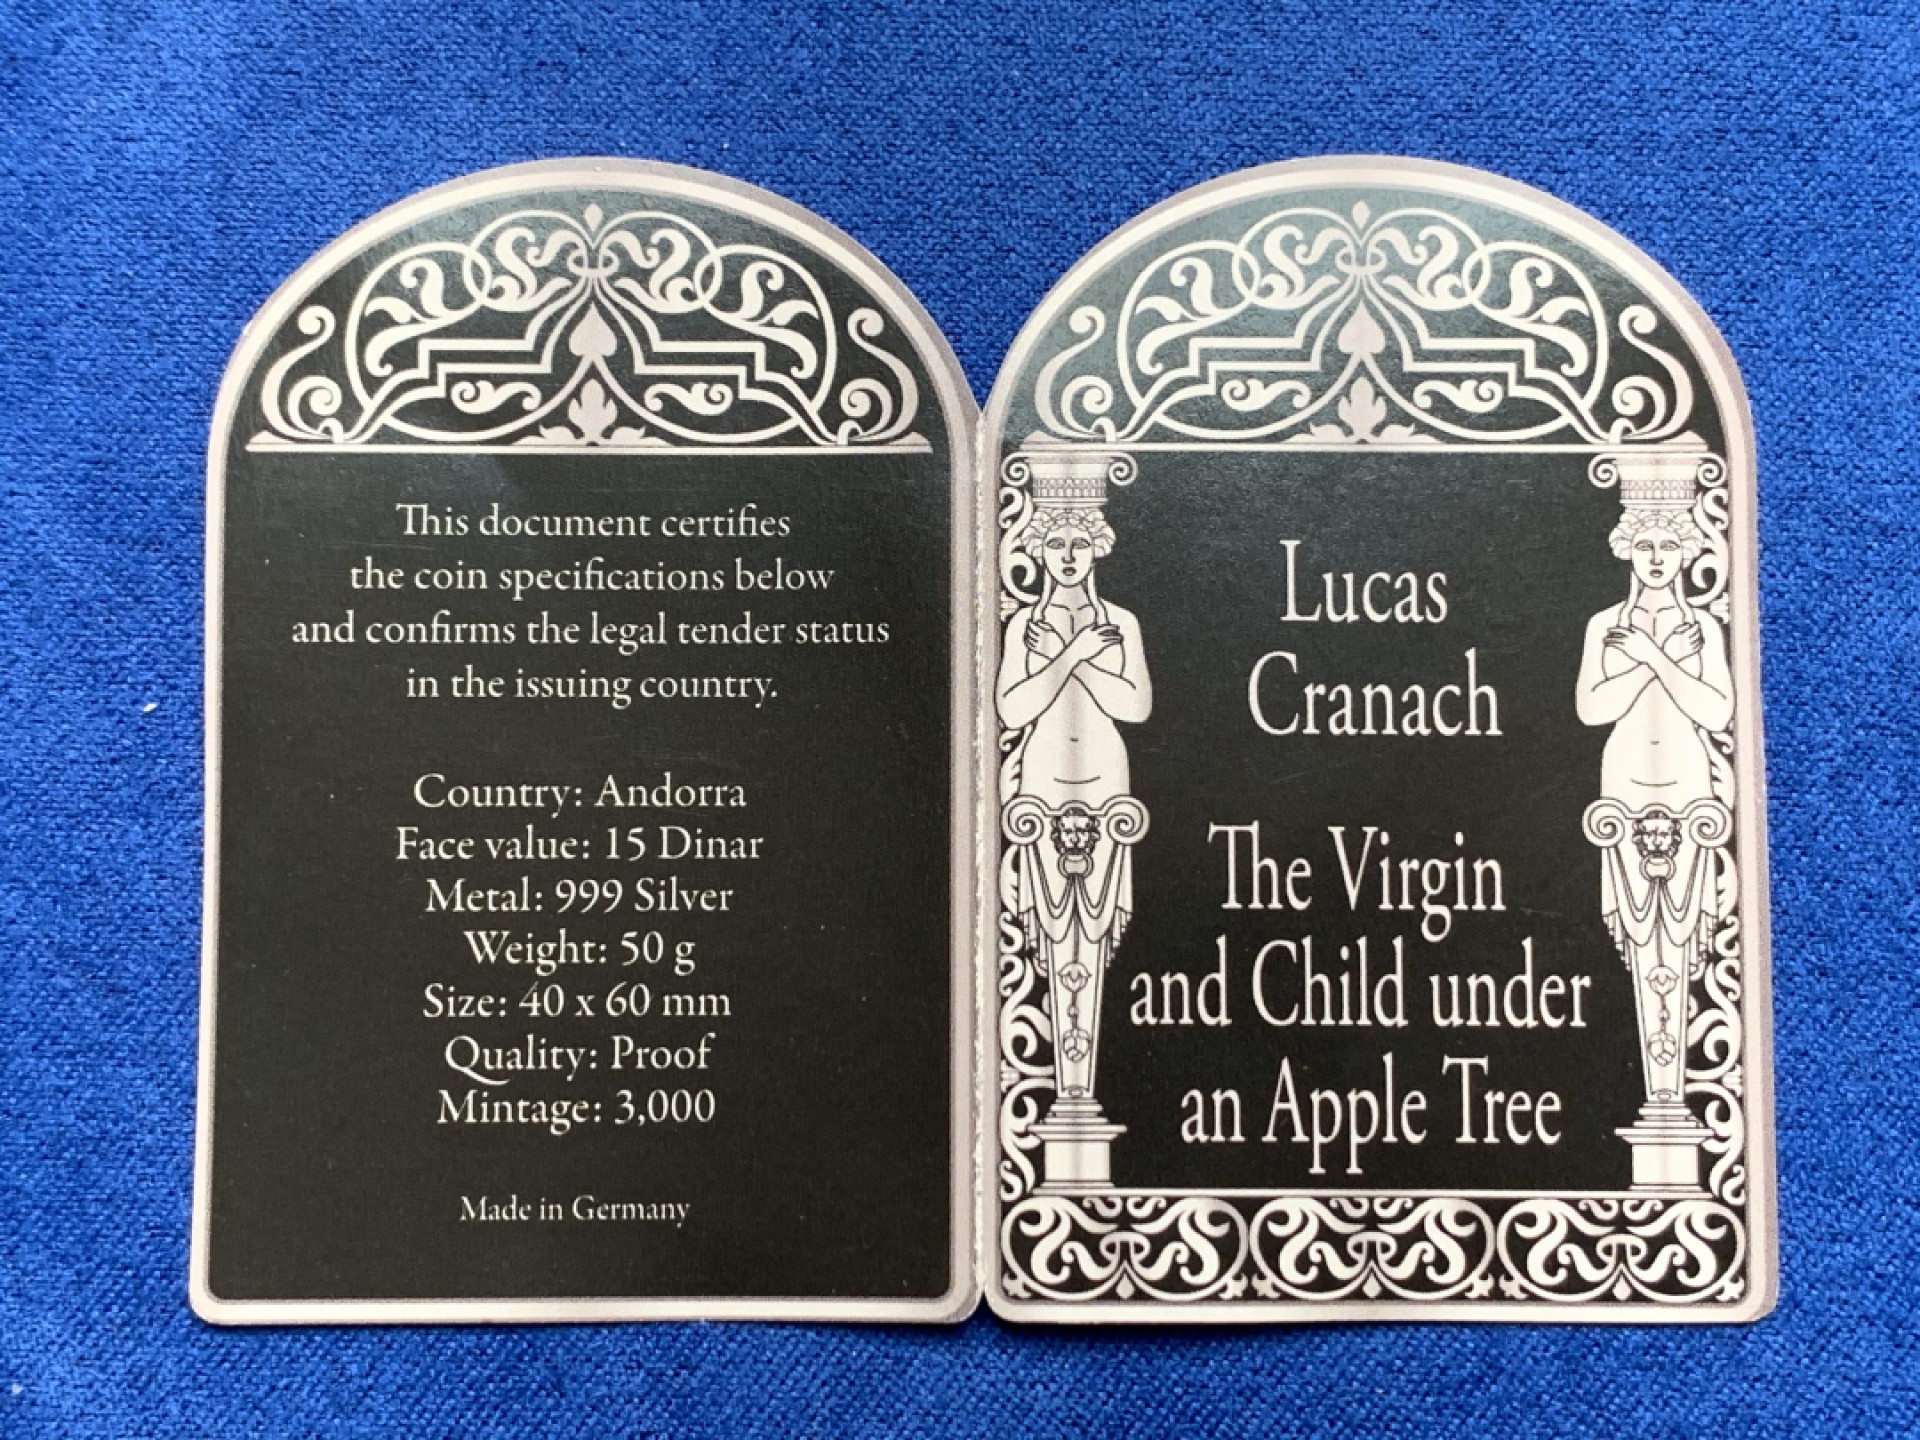 This document certifies
the coin specifications below
and confirms the legal tender status
in the issuing country.
Country: Andorra
Face value: 15 Dinar
Metal: 999 Silver
Weight: 50 g
Size: 40 x 60 mm
Quality: Proof
Mintage: 3,000
Made in Germany
Lucas
Cranach
The Virgin
and Child under
an Apple Tree